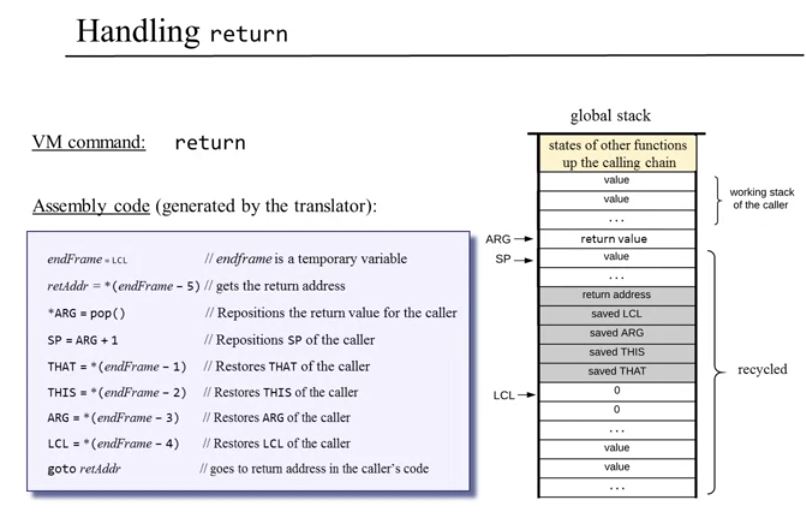 Handling return
VM command: return
Assembly code (generated by the translator):
endFrame = LCL // endframe is a temporary variable
retAddr = *(endFrame – 5) // gets the return address
*ARG = pop() // Repositions the return value for the caller
SP = ARG + 1 // Repositions SP of the caller
THAT = *(endFrame – 1) // Restores THAT of the caller
THIS = *(endFrame – 2) // Restores THIS of the caller
ARG = *(endFrame – 3) // Restores ARG of the caller
LCL = *(endFrame – 4) // Restores LCL of the caller
goto retAddr // goes to return address in the caller's code
global stack
states of other functions
up the calling chain
value
value
...
working stack
of the caller
ARG return value
SP value
...
return address
saved LCL
saved ARG
saved THIS
saved THAT
recycled
LCL 0
0
...
value
value
...